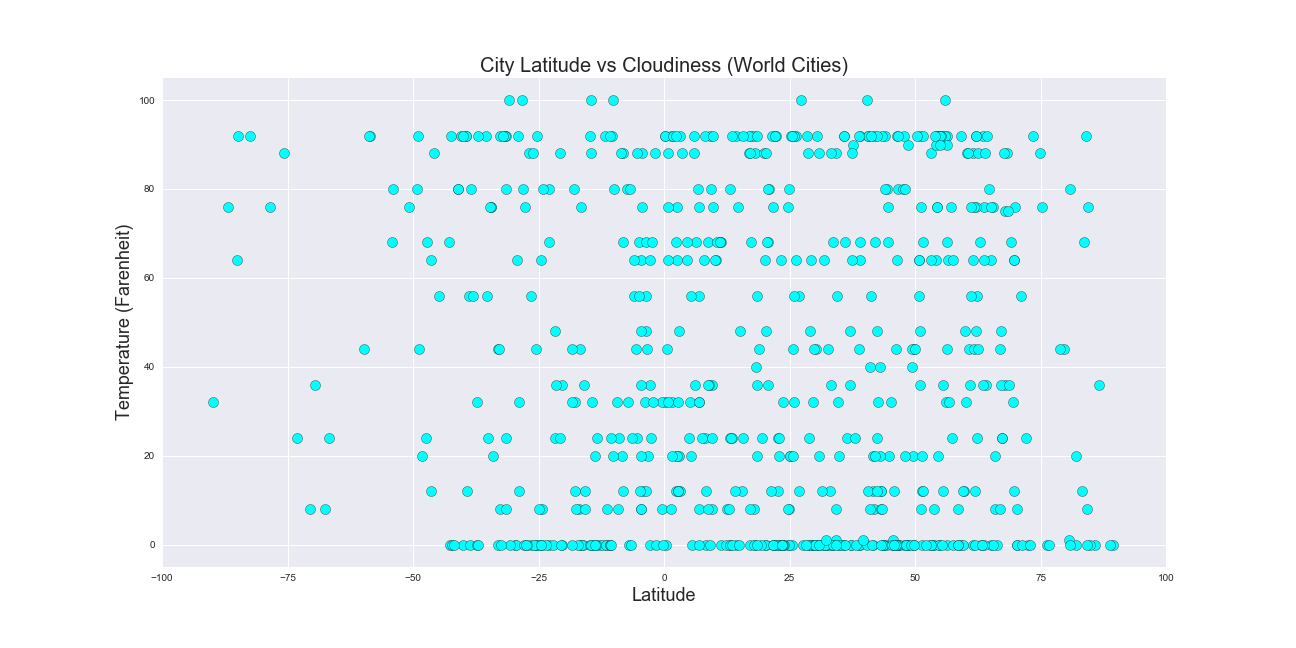 City Latitude vs Cloudiness (World Cities)
Temperature (Farenheit)
100
80
60
40
20
0
−100 −75 −50 −25 0 25 50 75 100
Latitude